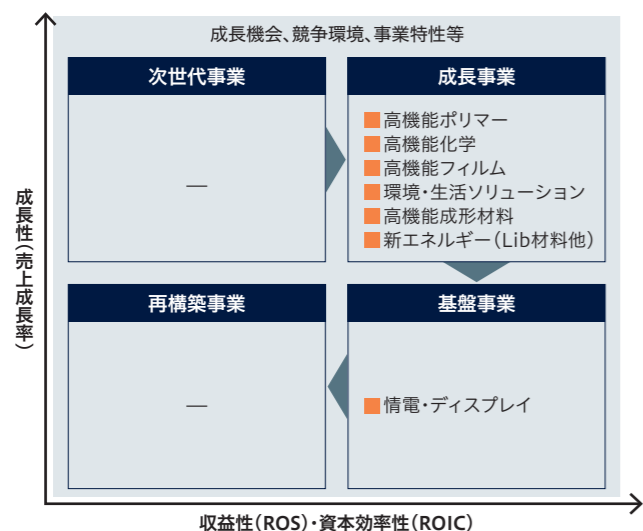 成長機会、競争環境、事業特性等
次世代事業
—
成長事業
高機能ポリマー
高機能化学
高機能フィルム
環境・生活ソリューション
高機能成形材料
新エネルギー（Lib材料他）
成長性（売上成長率）
再構築事業
—
基盤事業
情電・ディスプレイ
収益性（ROS）・資本効率性（ROIC）